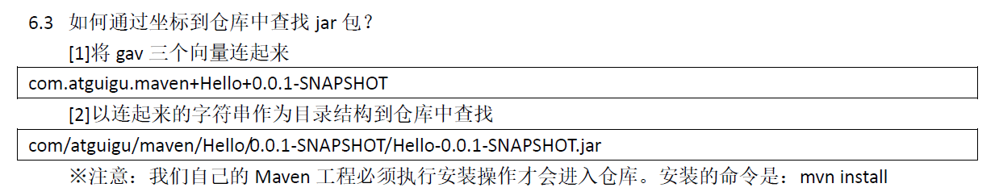 6.3 如何通过坐标到仓库中查找 jar 包？
[1]将 gav 三个向量连起来
com.atguigu.maven+Hello+0.0.1-SNAPSHOT
[2]以连起来的字符串作为目录结构到仓库中查找
com/atguigu/maven/Hello/0.0.1-SNAPSHOT/Hello-0.0.1-SNAPSHOT.jar
※注意：我们自己的 Maven 工程必须执行安装操作才会进入仓库。安装的命令是：mvn install